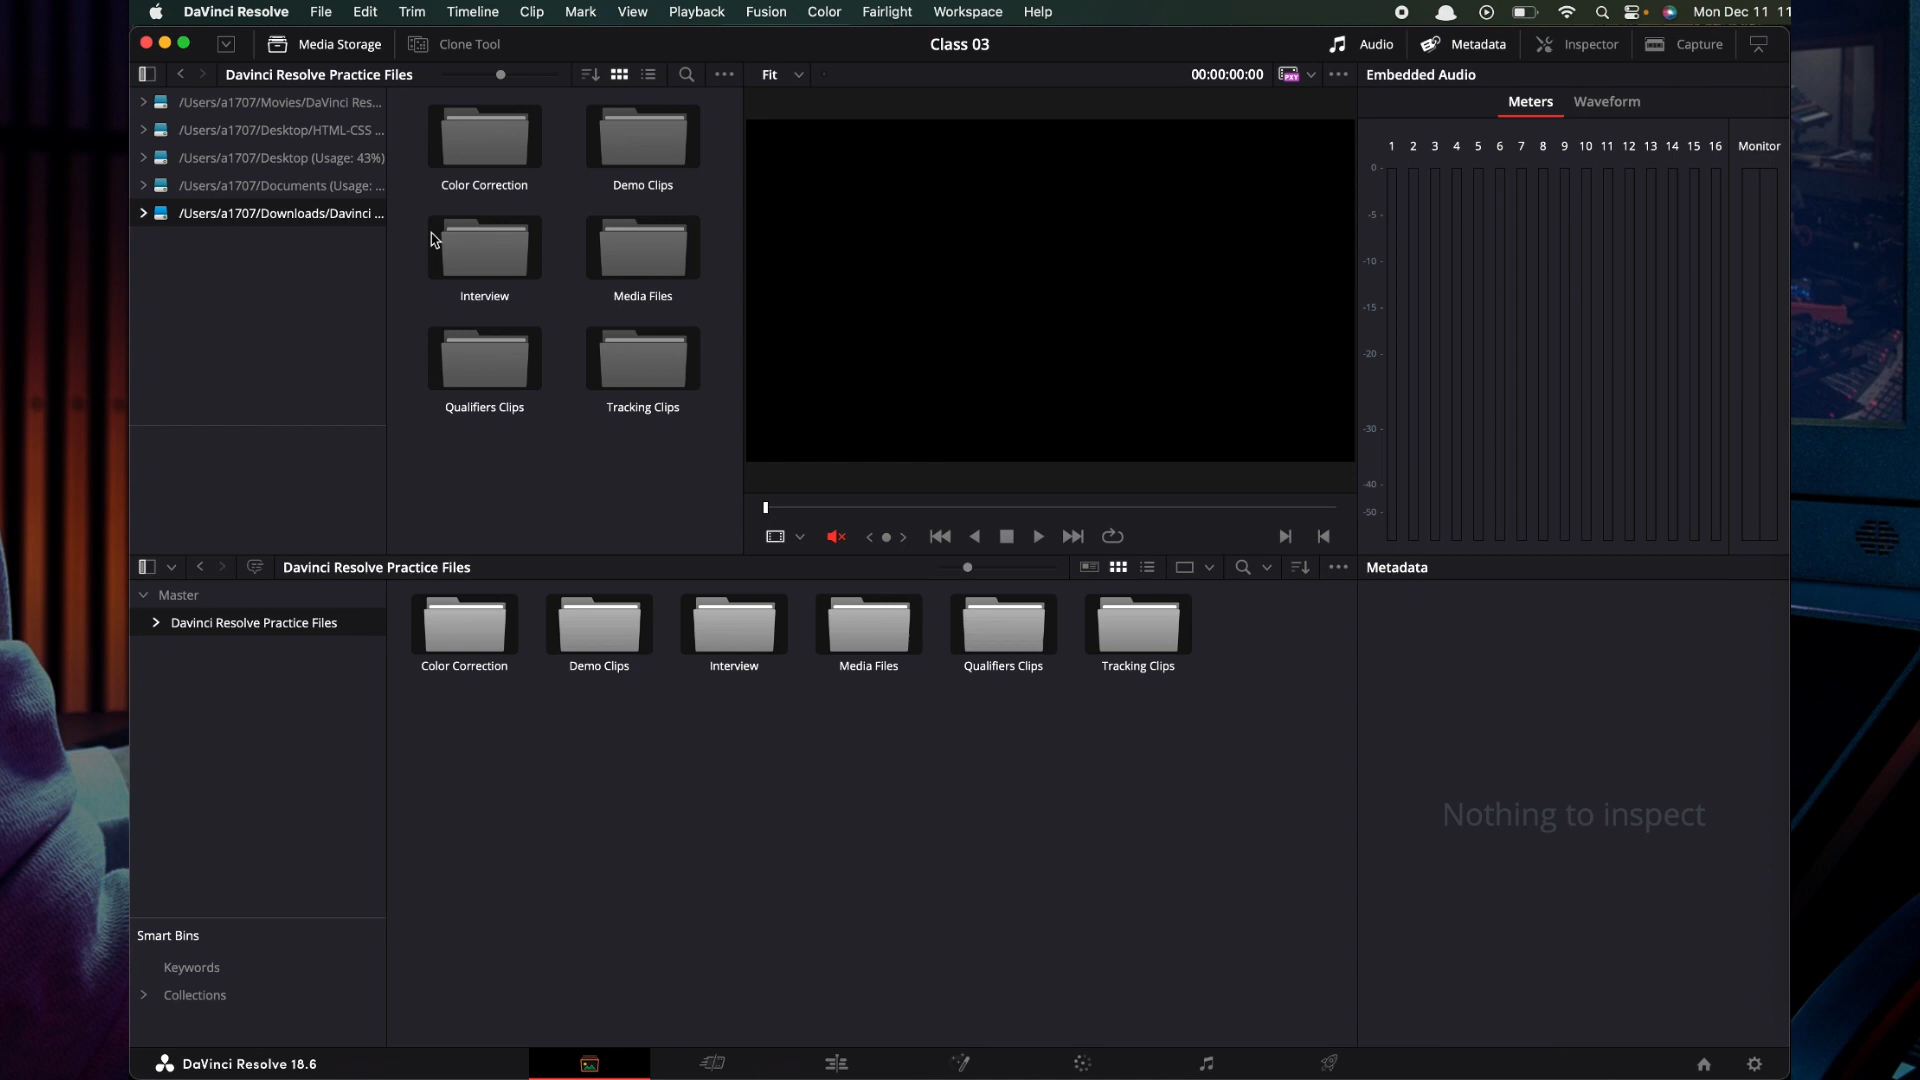 DaVinci Resolve File Edit Trim Timeline Clip Mark View Playback Fusion Color Fairlight Workspace Help Mon Dec 11 11
Media Storage Clone Tool Class 03 Audio Metadata Inspector Capture
Davinci Resolve Practice Files Fit 00:00:00:00 PXY Embedded Audio
Meters Waveform
/Users/a1707/Movies/DaVinci Res...
/Users/a1707/Desktop/HTML-CSS ...
/Users/a1707/Desktop (Usage: 43%)
/Users/a1707/Documents (Usage: ...
/Users/a1707/Downloads/Davinci ...
Color Correction Demo Clips
Interview Media Files
Qualifiers Clips Tracking Clips
1 2 3 4 5 6 7 8 9 10 11 12 13 14 15 16 Monitor
0
-5
-10
-15
-20
-30
-40
-50
Davinci Resolve Practice Files Metadata
Master
Davinci Resolve Practice Files
Color Correction Demo Clips Interview Media Files Qualifiers Clips Tracking Clips
Nothing to inspect
Smart Bins
Keywords
Collections
DaVinci Resolve 18.6